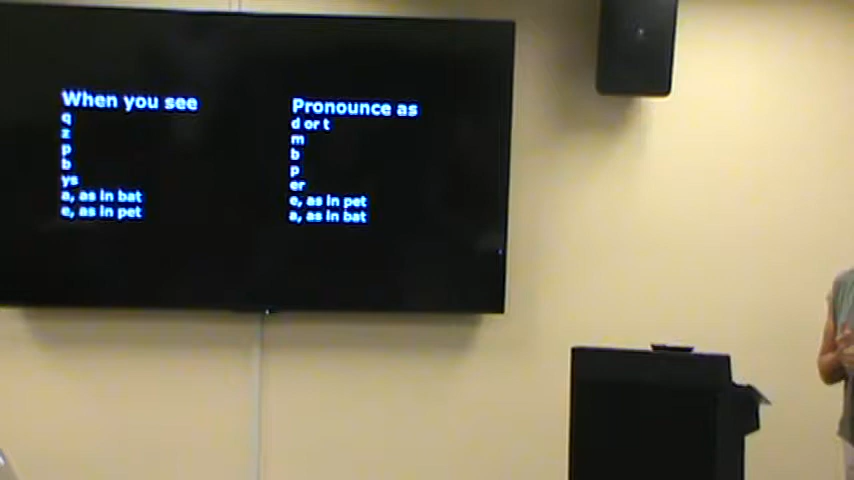 When you see Pronounce as
q d or t
z m
p b
b p
ys er
a, as in bat e, as in pet
e, as in pet a, as in bat